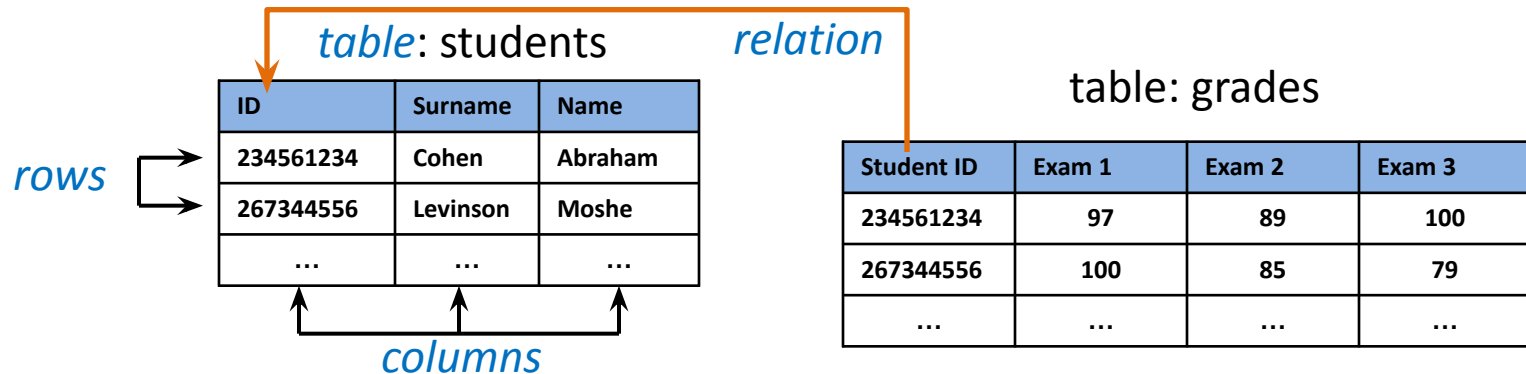 table: students
relation
ID Surname Name
234561234 Cohen Abraham
267344556 Levinson Moshe
... ... ...
rows
columns
table: grades
Student ID Exam 1 Exam 2 Exam 3
234561234 97 89 100
267344556 100 85 79
... ... ... ...